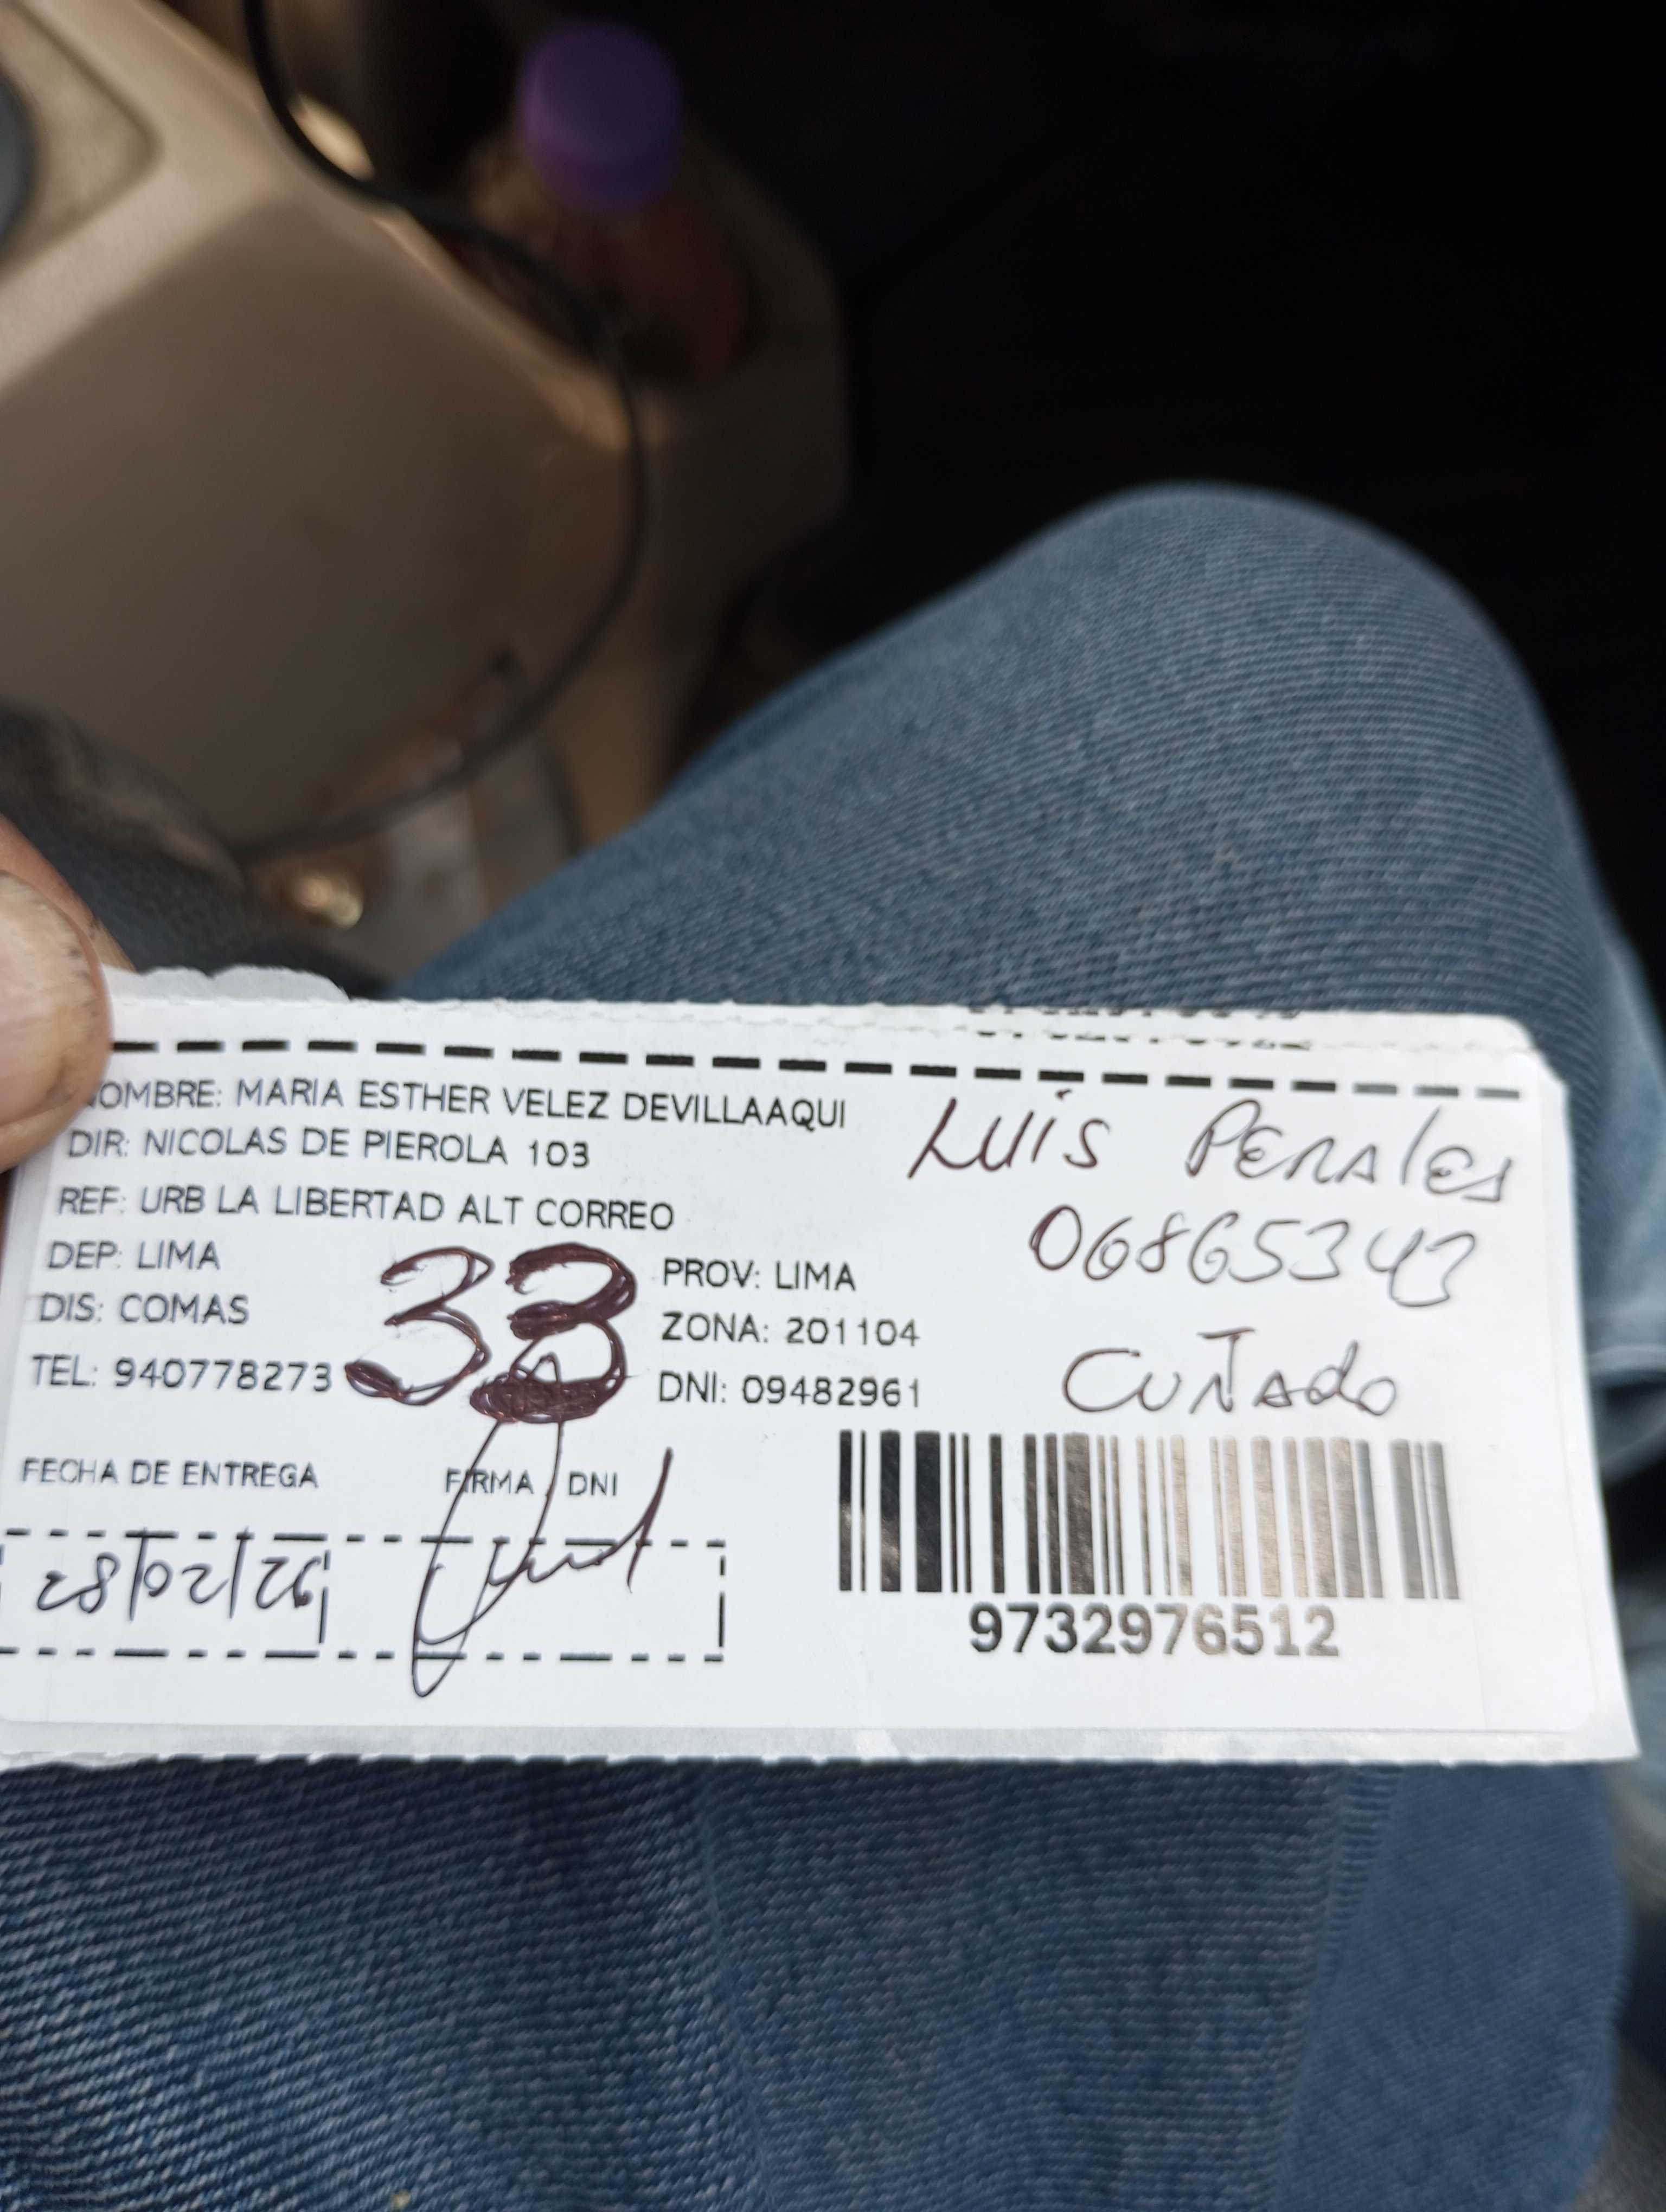 NOMBRE: MARIA ESTHER VELEZ DEVILLAAQUI
DIR: NICOLAS DE PIEROLA 103
REF: URB LA LIBERTAD ALT CORREO
DEP: LIMA
PROV: LIMA
DIS: COMAS
ZONA: 201104
TEL: 940778273
DNI: 09482961
33
LUIS PERALES
06865343
CUÑADO
FECHA DE ENTREGA
FIRMA / DNI
28/02/26
9732976512